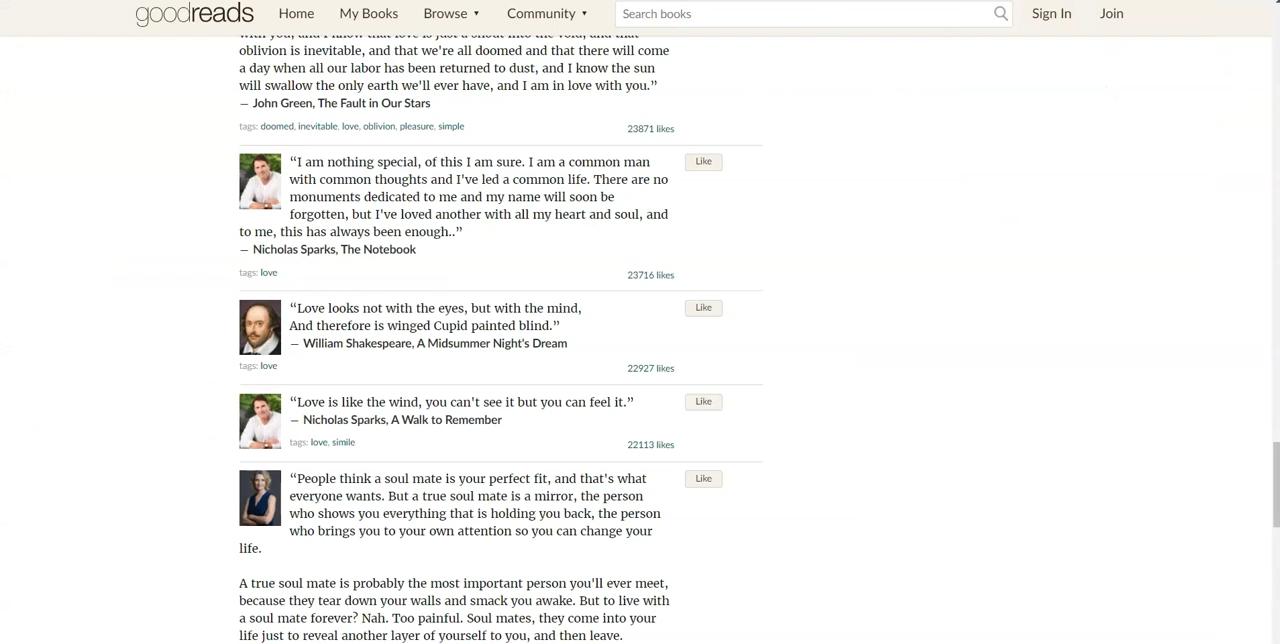 goodreads Home My Books Browse ▼ Community ▼ Search books Sign In Join
oblivion is inevitable, and that we're all doomed and that there will come
a day when all our labor has been returned to dust, and I know the sun
will swallow the only earth we'll ever have, and I am in love with you.”
― John Green, The Fault in Our Stars
tags: doomed, inevitable, love, oblivion, pleasure, simple 23871 likes
“I am nothing special, of this I am sure. I am a common man Like
with common thoughts and I've led a common life. There are no
monuments dedicated to me and my name will soon be
forgotten, but I've loved another with all my heart and soul, and
to me, this has always been enough..”
― Nicholas Sparks, The Notebook
tags: love 23716 likes
“Love looks not with the eyes, but with the mind, Like
And therefore is winged Cupid painted blind.”
― William Shakespeare, A Midsummer Night's Dream
tags: love 22927 likes
“Love is like the wind, you can't see it but you can feel it.” Like
― Nicholas Sparks, A Walk to Remember
tags: love, simile 22113 likes
“People think a soul mate is your perfect fit, and that's what Like
everyone wants. But a true soul mate is a mirror, the person
who shows you everything that is holding you back, the person
who brings you to your own attention so you can change your
life.
A true soul mate is probably the most important person you'll ever meet,
because they tear down your walls and smack you awake. But to live with
a soul mate forever? Nah. Too painful. Soul mates, they come into your
life just to reveal another layer of yourself to you, and then leave.